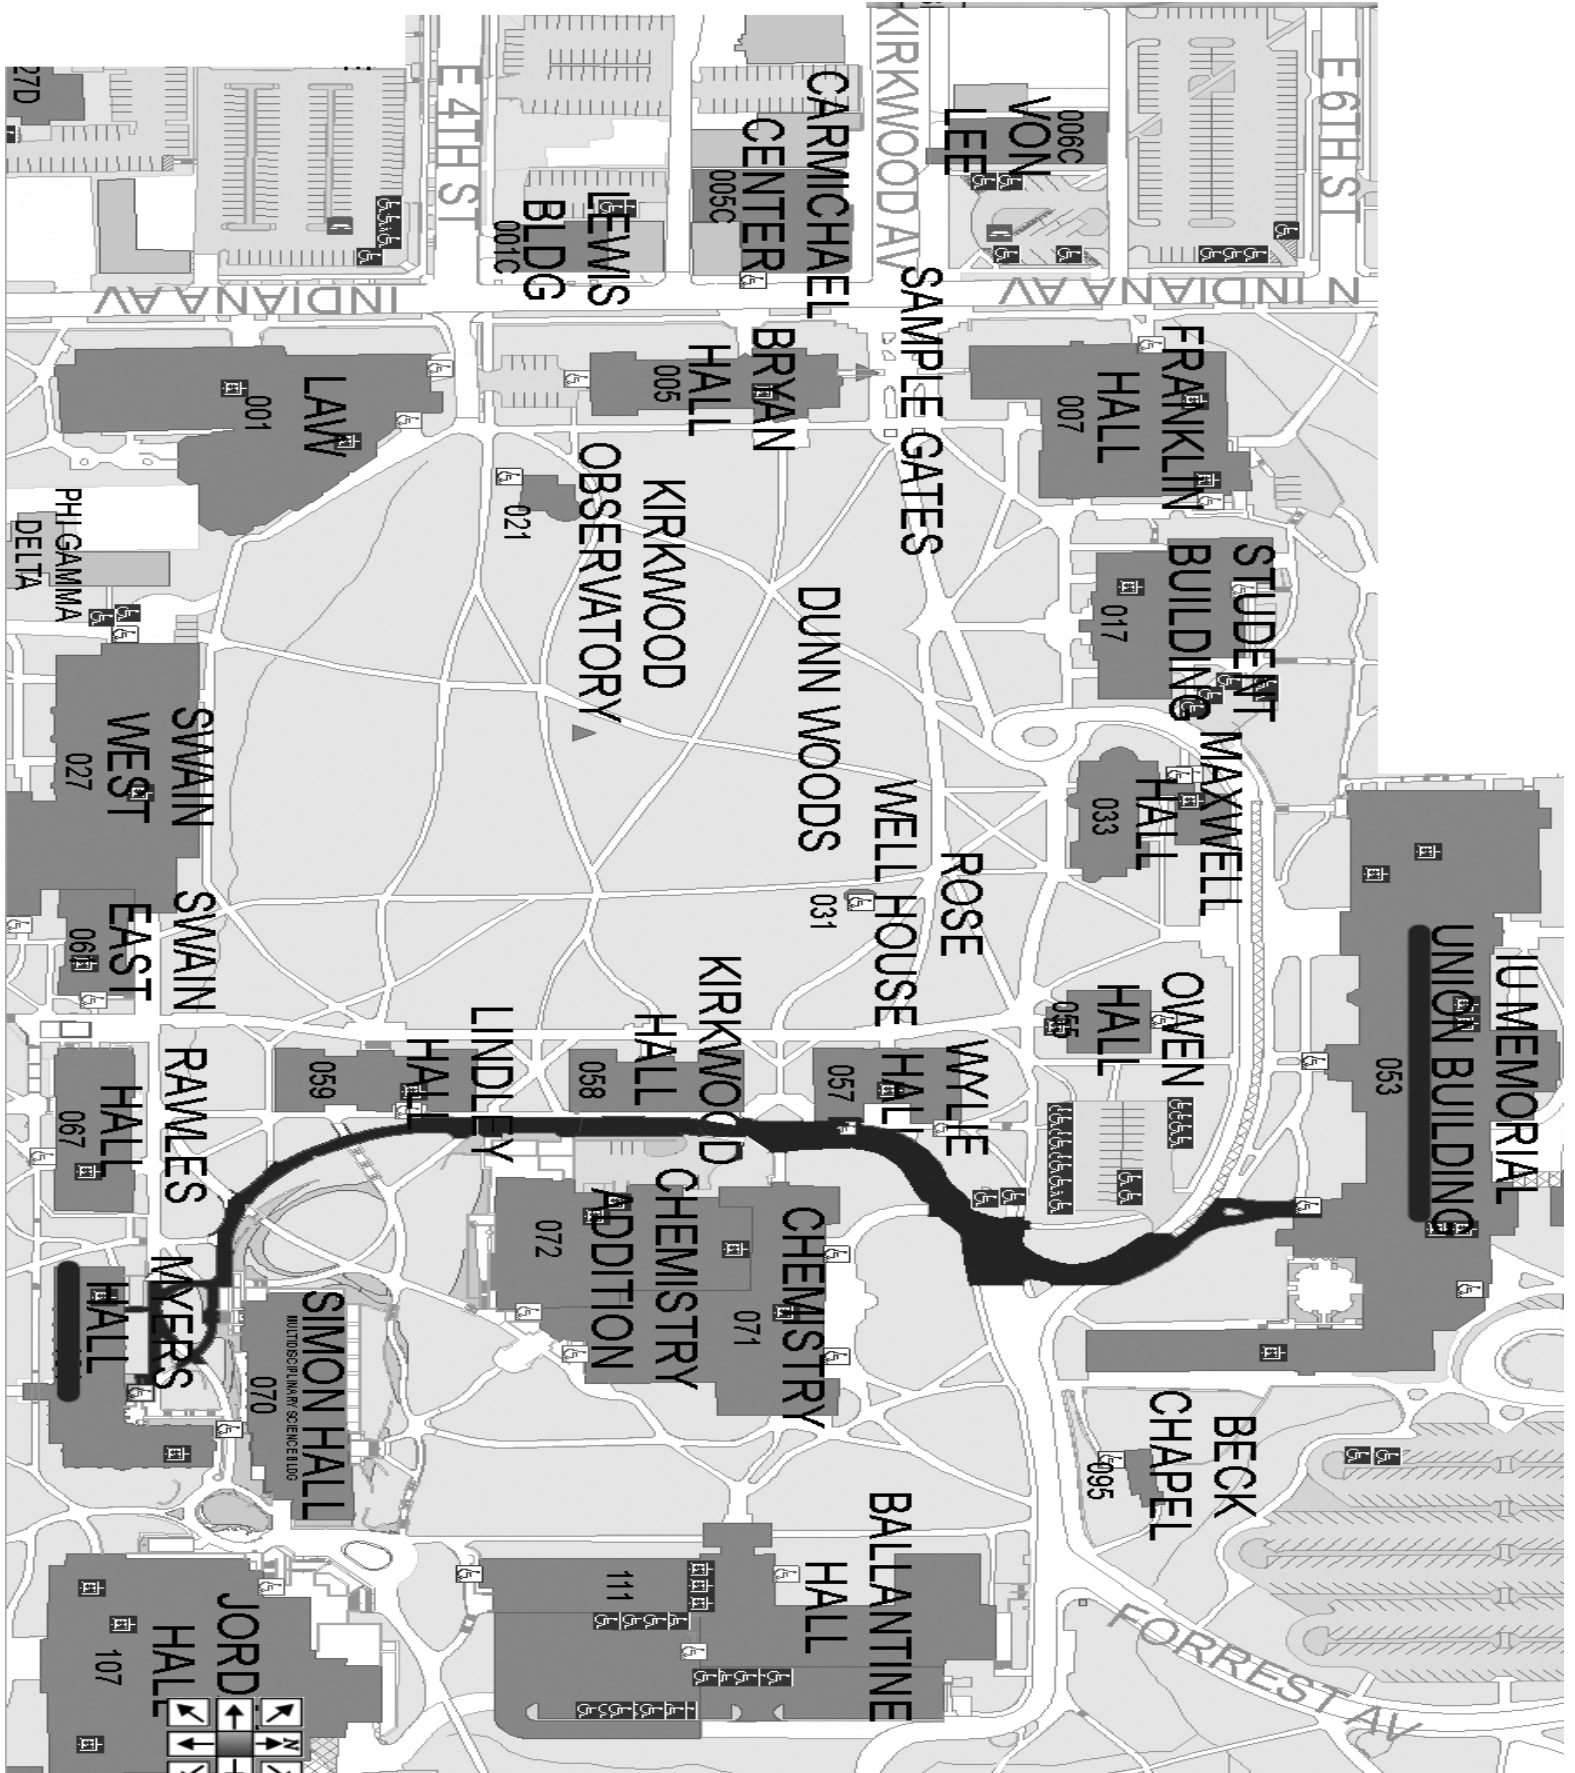 E 6TH ST
KIRKWOOD AV
E 4TH ST
27D
VON
LEE
006C
CARMICHAEL
CENTER
005C
LEWIS
BLDG
001C
N INDIANA AV
INDIANA AV
SAMPLE GATES
FRANKLIN
HALL
007
BRYAN
HALL
005
LAW
001
KIRKWOOD
OBSERVATORY
021
PHI GAMMA
DELTA
STUDENT
BUILDING
017
DUNN WOODS
MAXWELL
HALL
033
SWAIN
WEST
027
ROSE
WELL HOUSE
031
SWAIN
EAST
061
IU MEMORIAL
UNION BUILDING
053
OWEN
HALL
055
WYLIE
HALL
057
KIRKWOOD
HALL
058
LINDLEY
HALL
059
RAWLES
HALL
067
CHEMISTRY
071
CHEMISTRY
ADDITION
072
MYERS
HALL
SIMON HALL
MULTIDISCIPLINARY SCIENCE BLDG
070
BECK
CHAPEL
095
BALLANTINE
HALL
111
FORREST AV
JORD
HALL
107
N